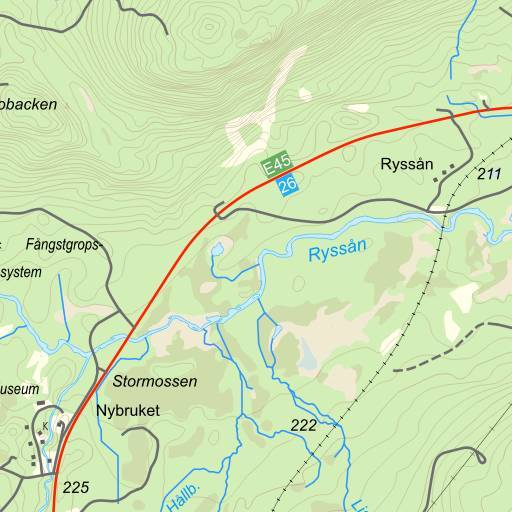 obacken
E45
26
Ryssån
211
Fångstgrops-
system
Ryssån
useum
Stormossen
K
Nybruket
222
225
Hällb.